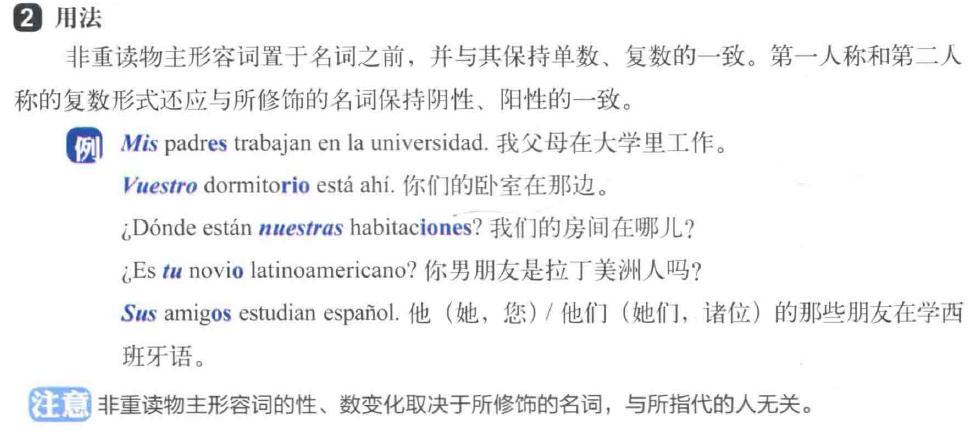 2 用法
非重读物主形容词置于名词之前，并与其保持单数、复数的一致。第一人称和第二人
称的复数形式还应与所修饰的名词保持阴性、阳性的一致。
例 Mis padres trabajan en la universidad. 我父母在大学里工作。
Vuestro dormitorio está ahí. 你们的卧室在那边。
¿Dónde están nuestras habitaciones? 我们的房间在哪儿？
¿Es tu novio latinoamericano? 你男朋友是拉丁美洲人吗？
Sus amigos estudian español. 他（她，您）/ 他们（她们，诸位）的那些朋友在学西
班牙语。
注意 非重读物主形容词的性、数变化取决于所修饰的名词，与所指代的人无关。